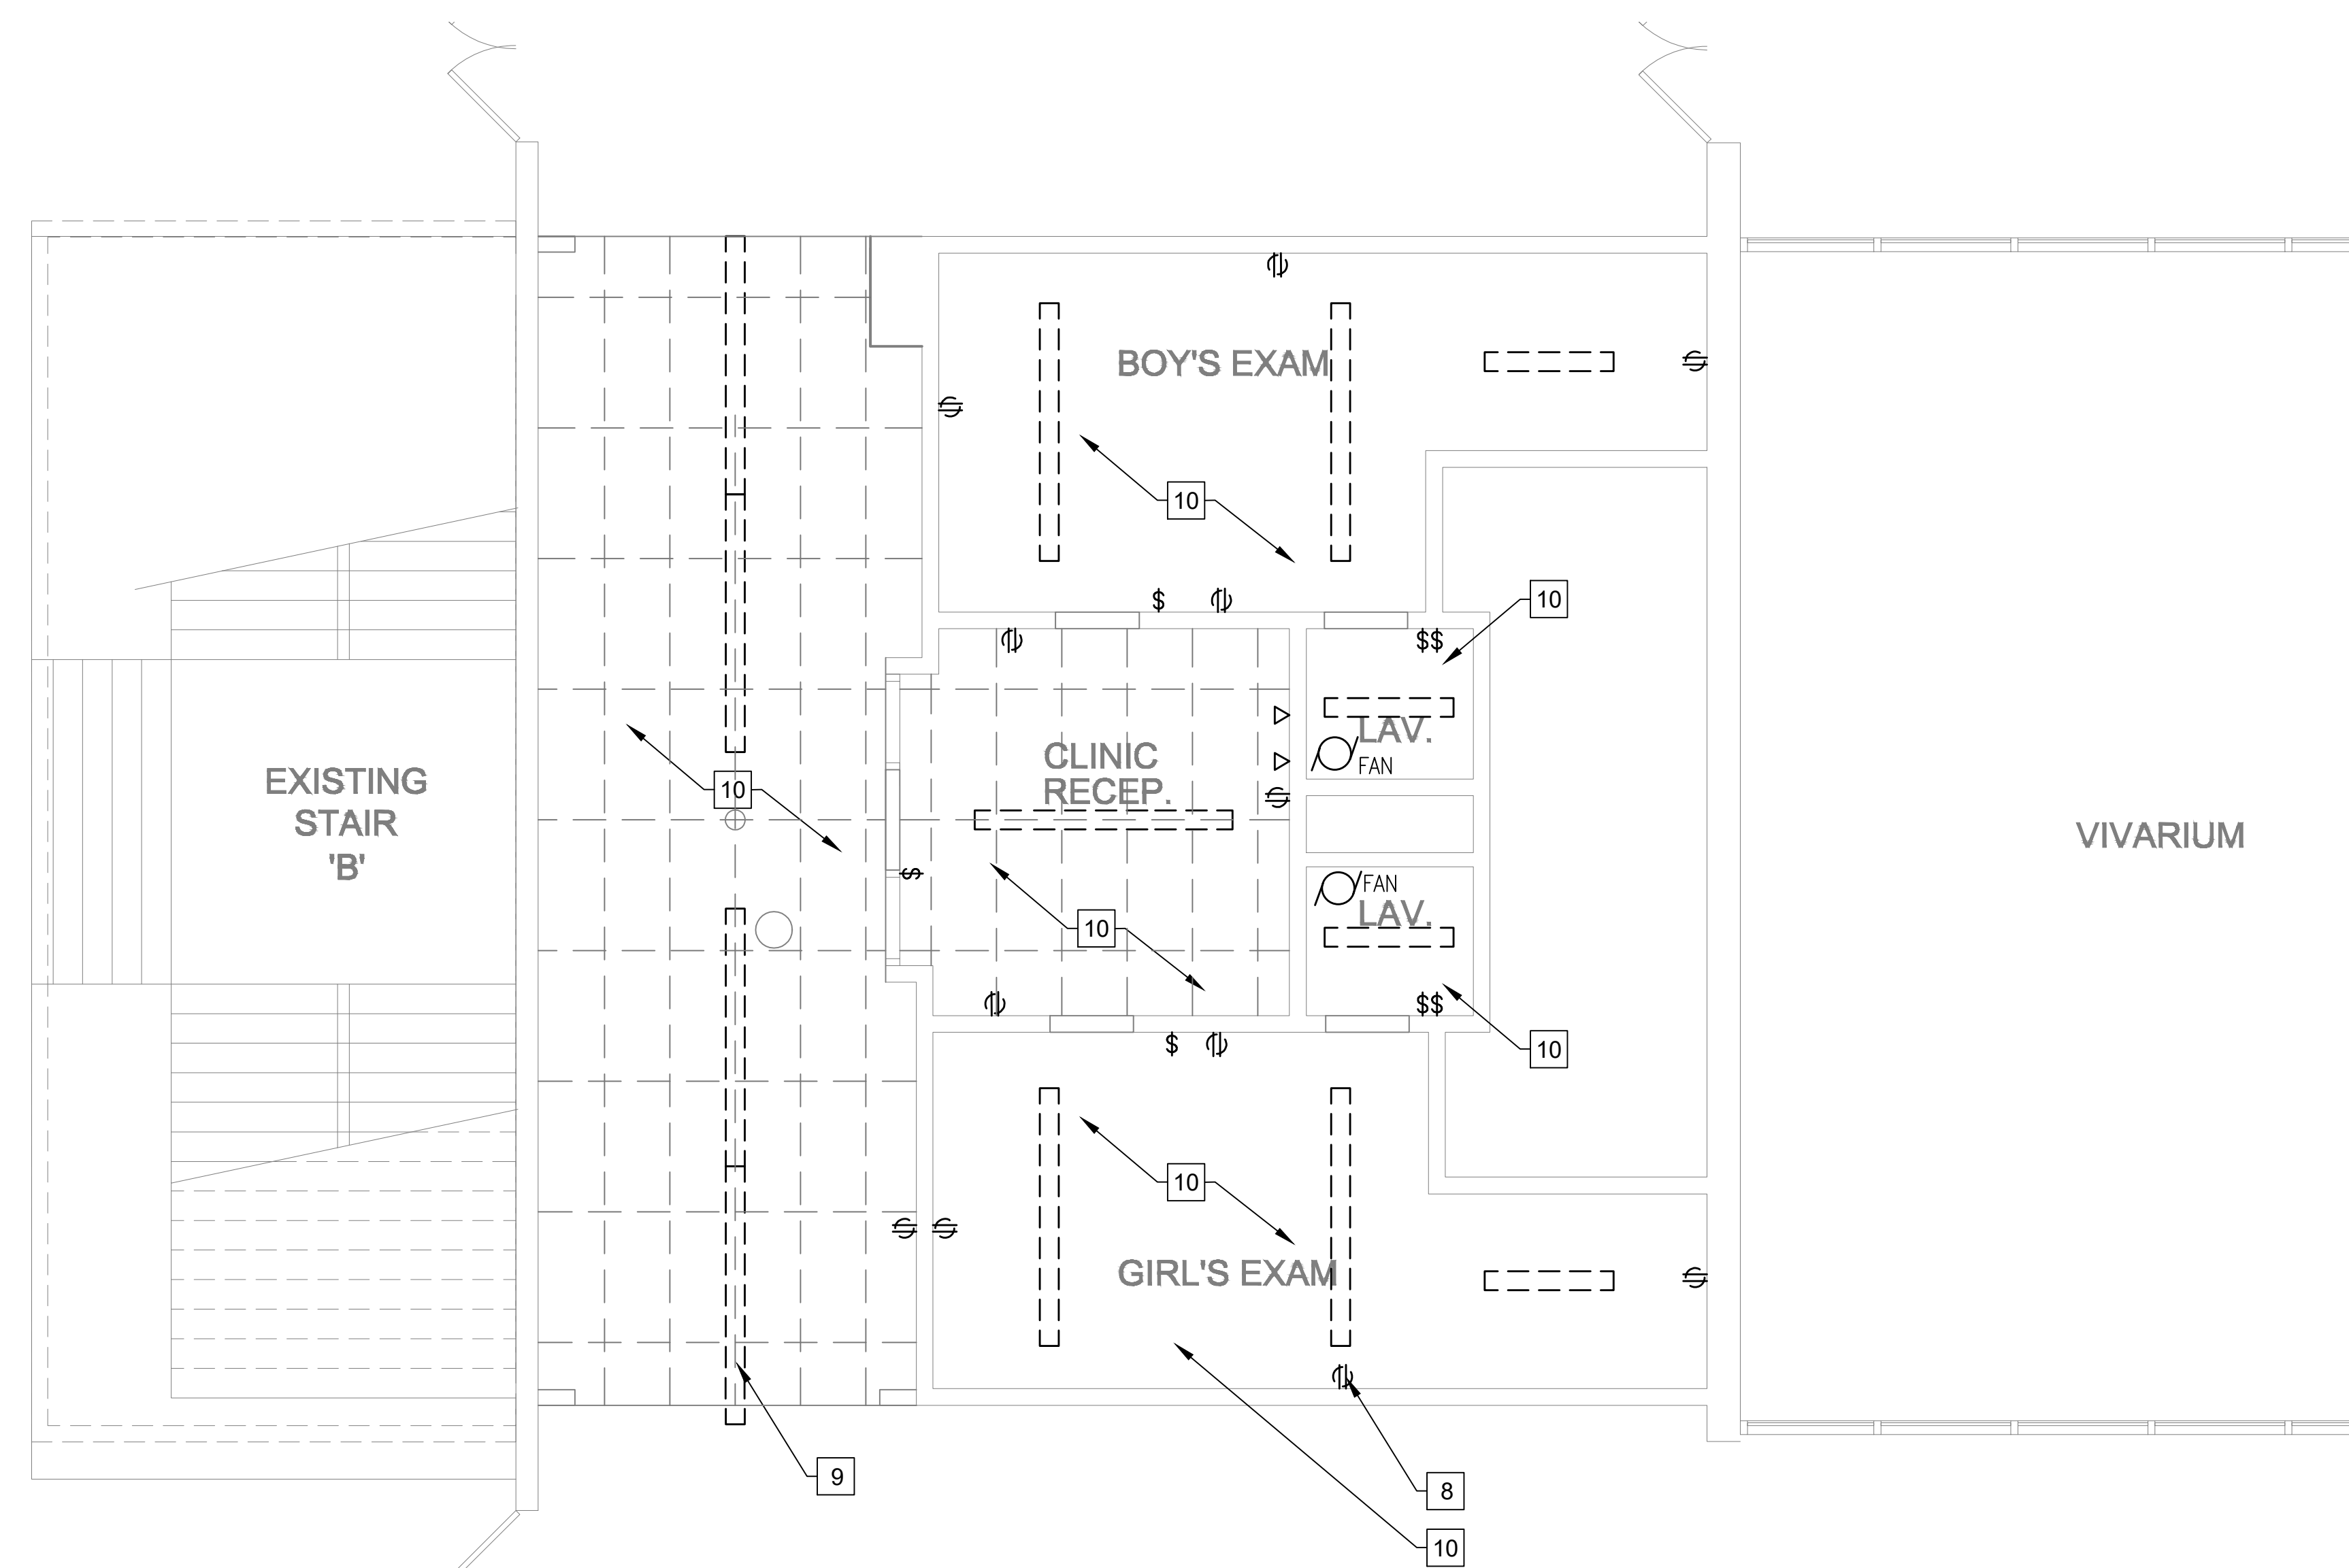 BOY'S EXAM
10
$
10
$$
LAV.
FAN
CLINIC
RECEP.
EXISTING
STAIR
'B'
10
VIVARIUM
$
FAN
LAV.
10
$$
10
$
10
GIRL'S EXAM
9
8
10